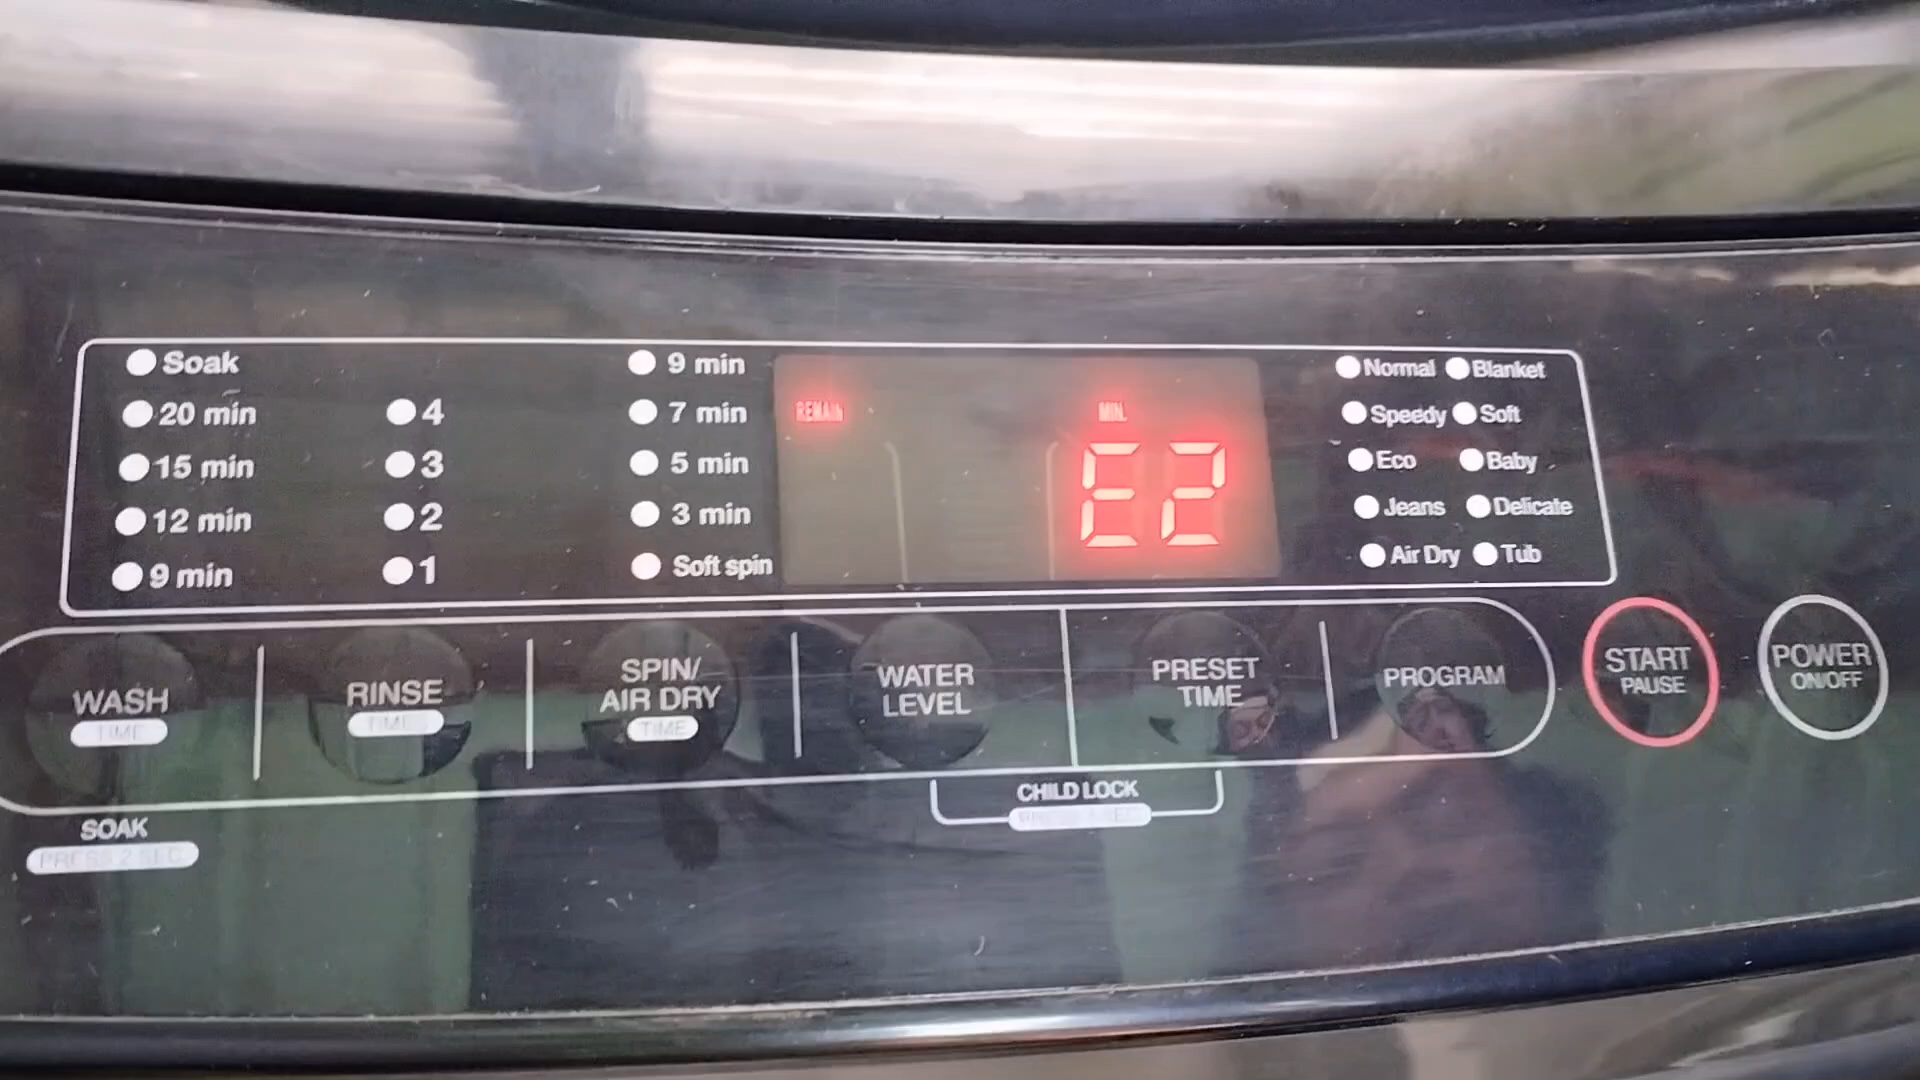 Soak
20 min
15 min
12 min
9 min
4
3
2
1
9 min
7 min
5 min
3 min
Soft spin
REMAIN
MIN.
E2
Normal Blanket
Speedy Soft
Eco Baby
Jeans Delicate
Air Dry Tub
WASH
TIME
RINSE
TIMES
SPIN/
AIR DRY
TIME
WATER
LEVEL
PRESET
TIME
PROGRAM
START
PAUSE
POWER
ON/OFF
SOAK
PRESS 2 SEC
CHILD LOCK